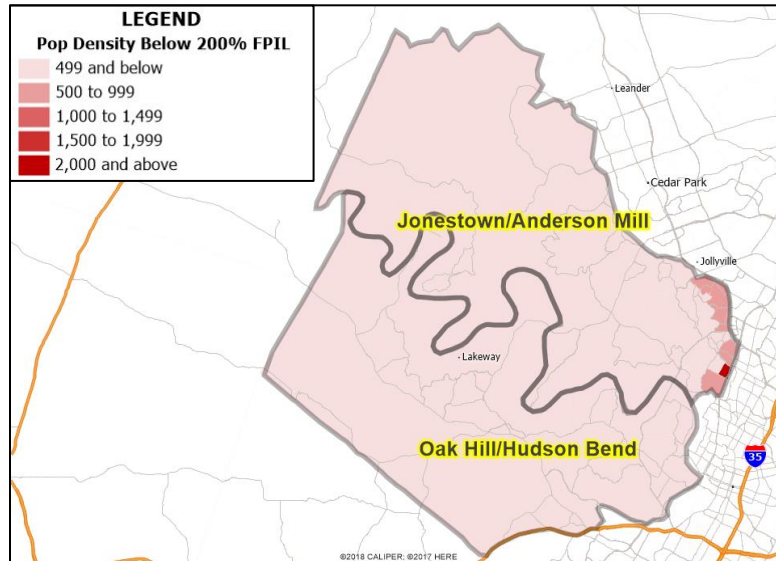 LEGEND
Pop Density Below 200% FPIL
499 and below
500 to 999
1,000 to 1,499
1,500 to 1,999
2,000 and above
Leander
Cedar Park
Jonestown/Anderson Mill
Jollyville
Lakeway
Oak Hill/Hudson Bend
35
©2018 CALIPER; ©2017 HERE